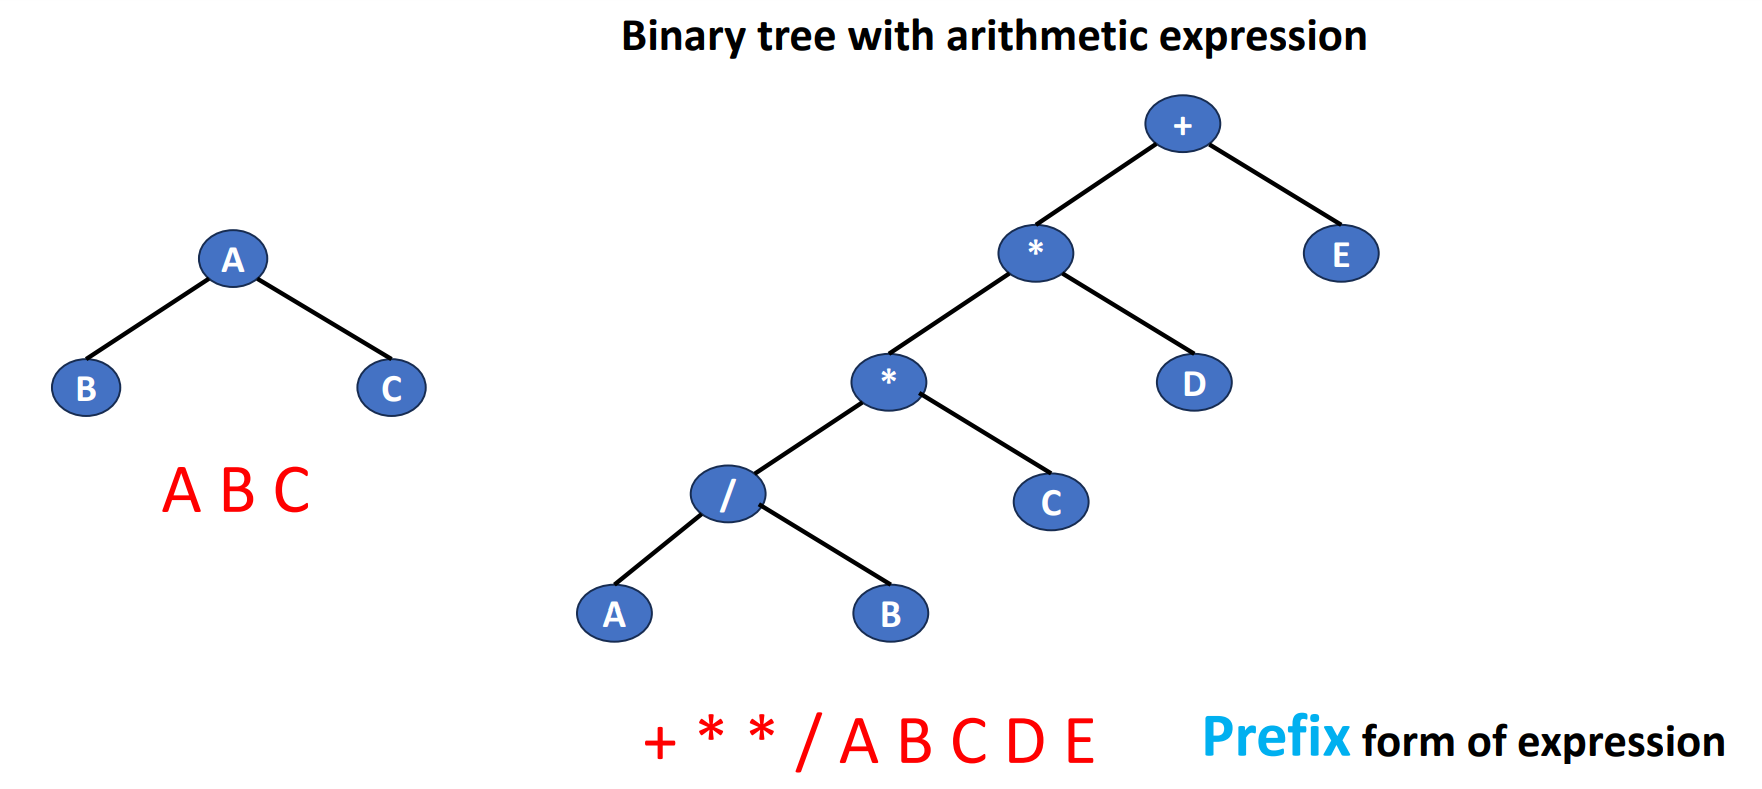 Binary tree with arithmetic expression
+
* E
A
B C
* D
A B C
/ C
A B
+ * * / A B C D E Prefix form of expression